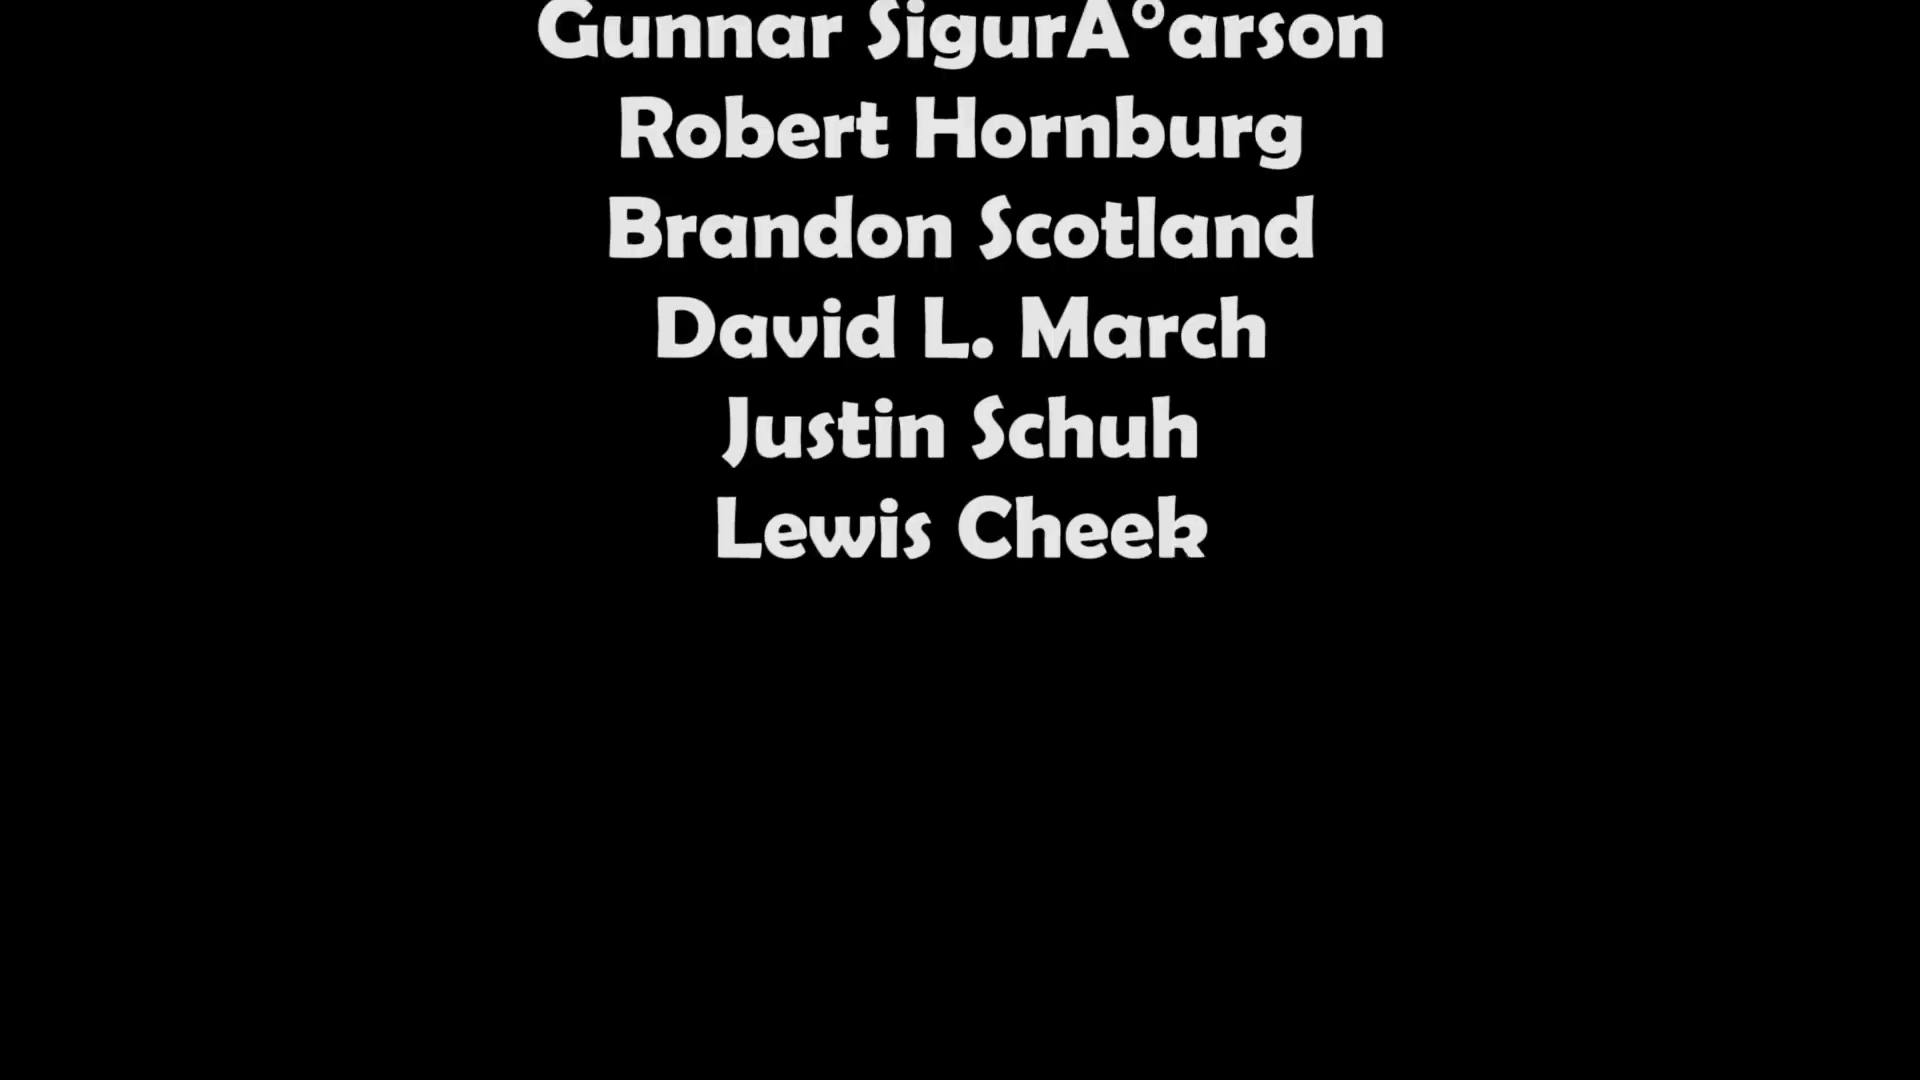 Gunnar SigurÃ°arson
Robert Hornburg
Brandon Scotland
David L. March
Justin Schuh
Lewis Cheek